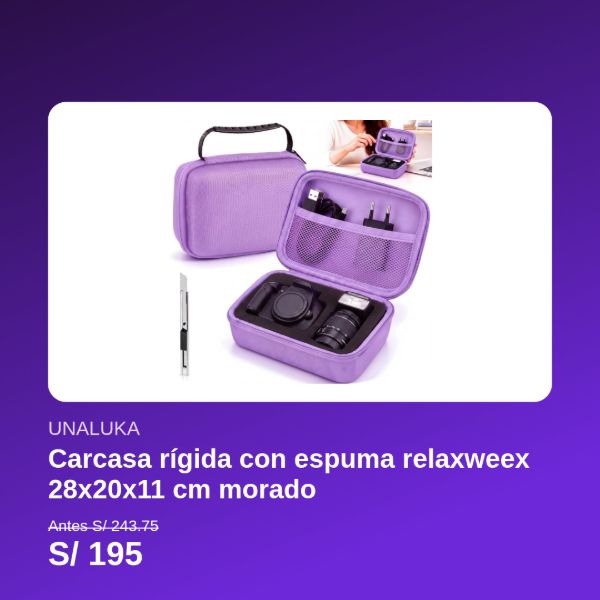 UNALUKA
Carcasa rígida con espuma relaxweex
28x20x11 cm morado
Antes S/ 243.75
S/ 195